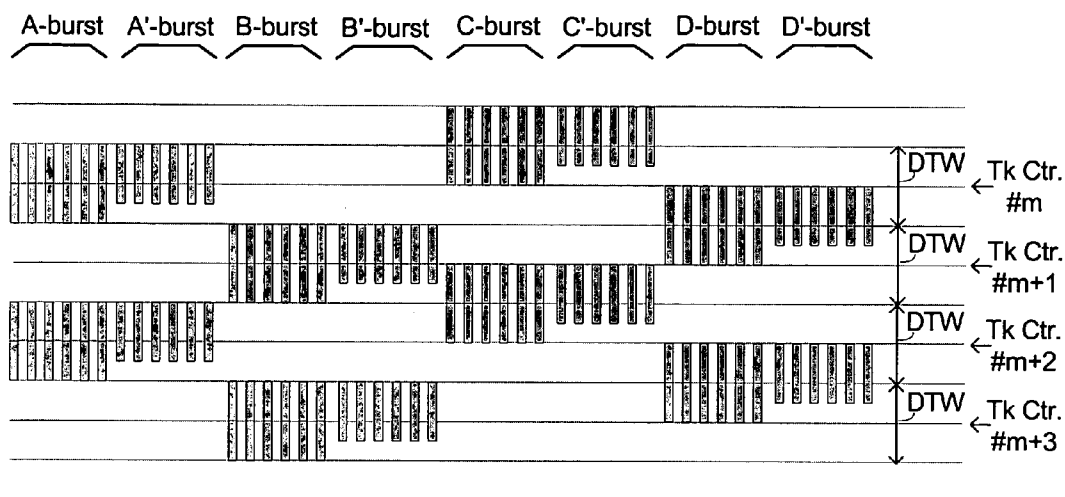 A-burst A'-burst B-burst B'-burst C-burst C'-burst D-burst D'-burst
DTW
Tk Ctr.
#m
DTW
Tk Ctr.
#m+1
DTW
Tk Ctr.
#m+2
DTW
Tk Ctr.
#m+3